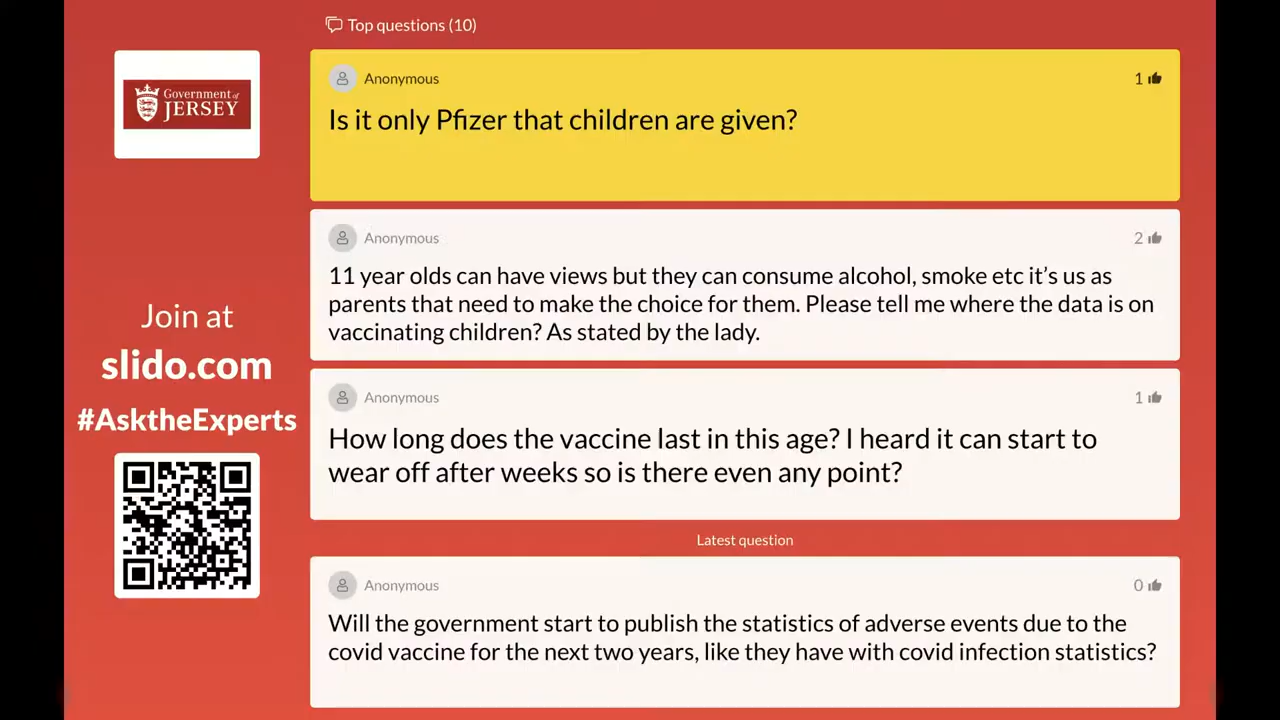 Top questions (10)
Government of
JERSEY
Anonymous
1
Is it only Pfizer that children are given?
Anonymous
2
11 year olds can have views but they can consume alcohol, smoke etc it's us as
parents that need to make the choice for them. Please tell me where the data is on
vaccinating children? As stated by the lady.
Join at
slido.com
#AsktheExperts
Anonymous
1
How long does the vaccine last in this age? I heard it can start to
wear off after weeks so is there even any point?
Latest question
Anonymous
0
Will the government start to publish the statistics of adverse events due to the
covid vaccine for the next two years, like they have with covid infection statistics?